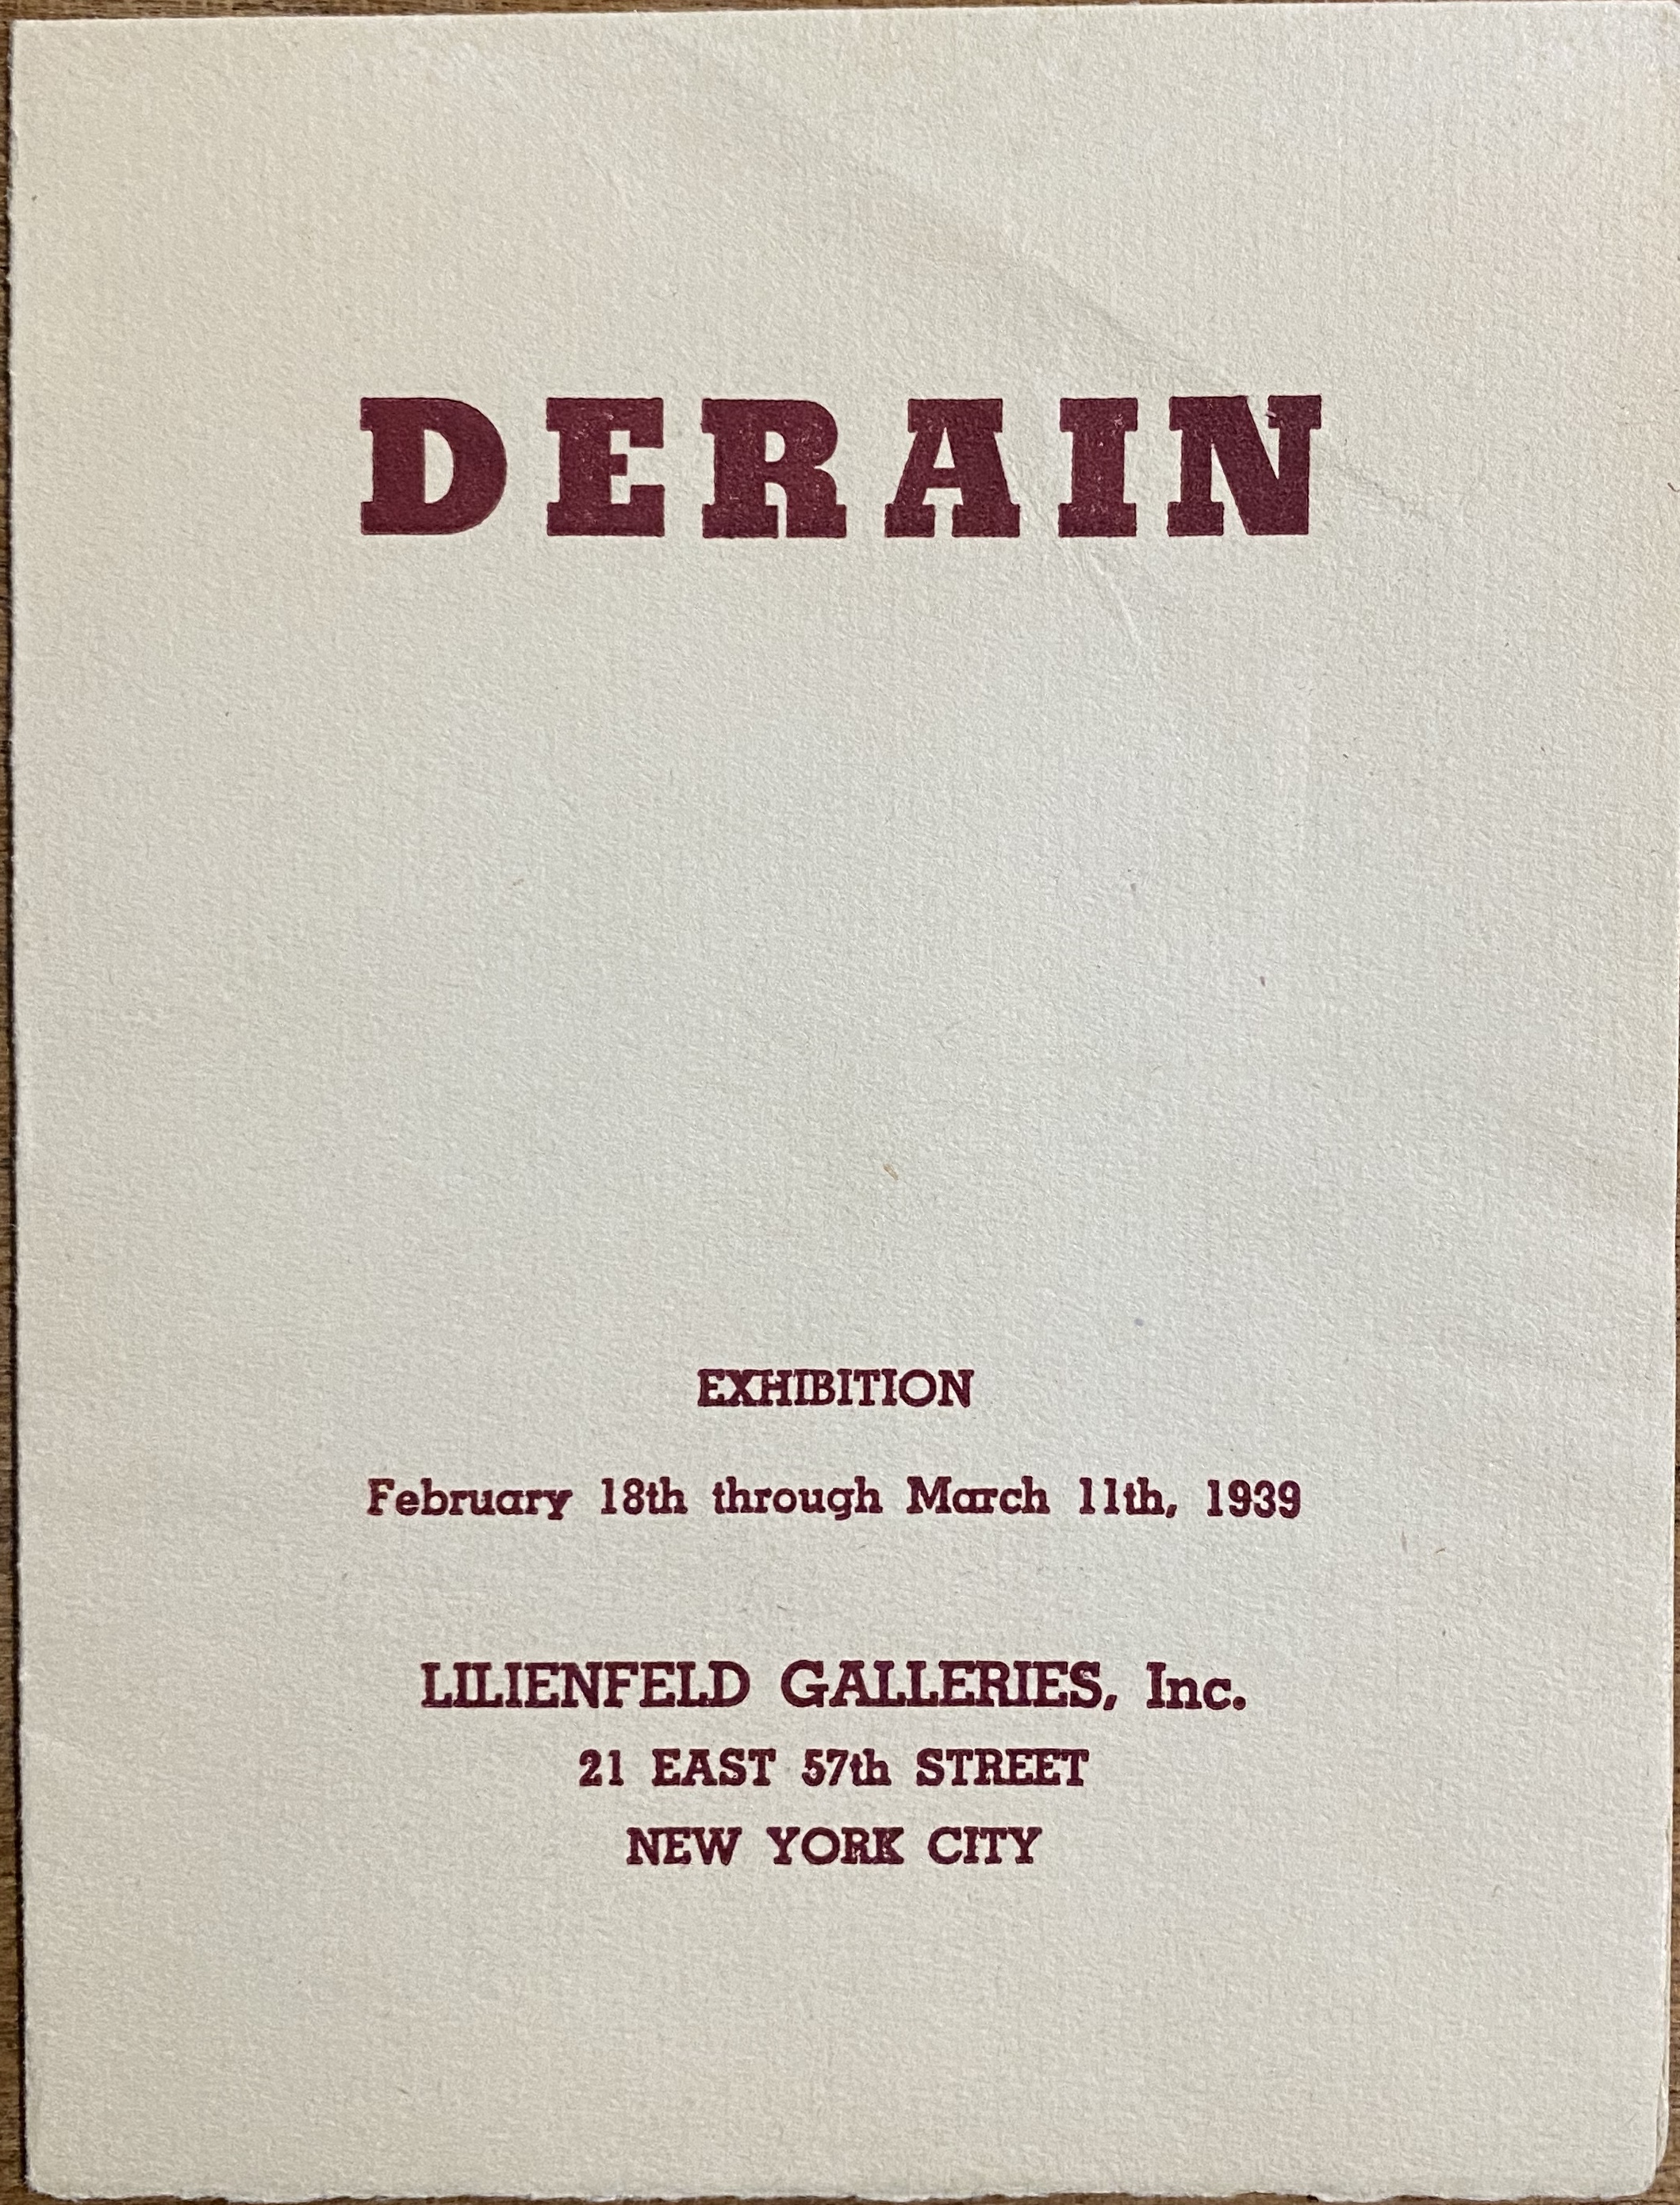 DERAIN
EXHIBITION
February 18th through March 11th, 1939
LILIENFELD GALLERIES, Inc.
21 EAST 57th STREET
NEW YORK CITY